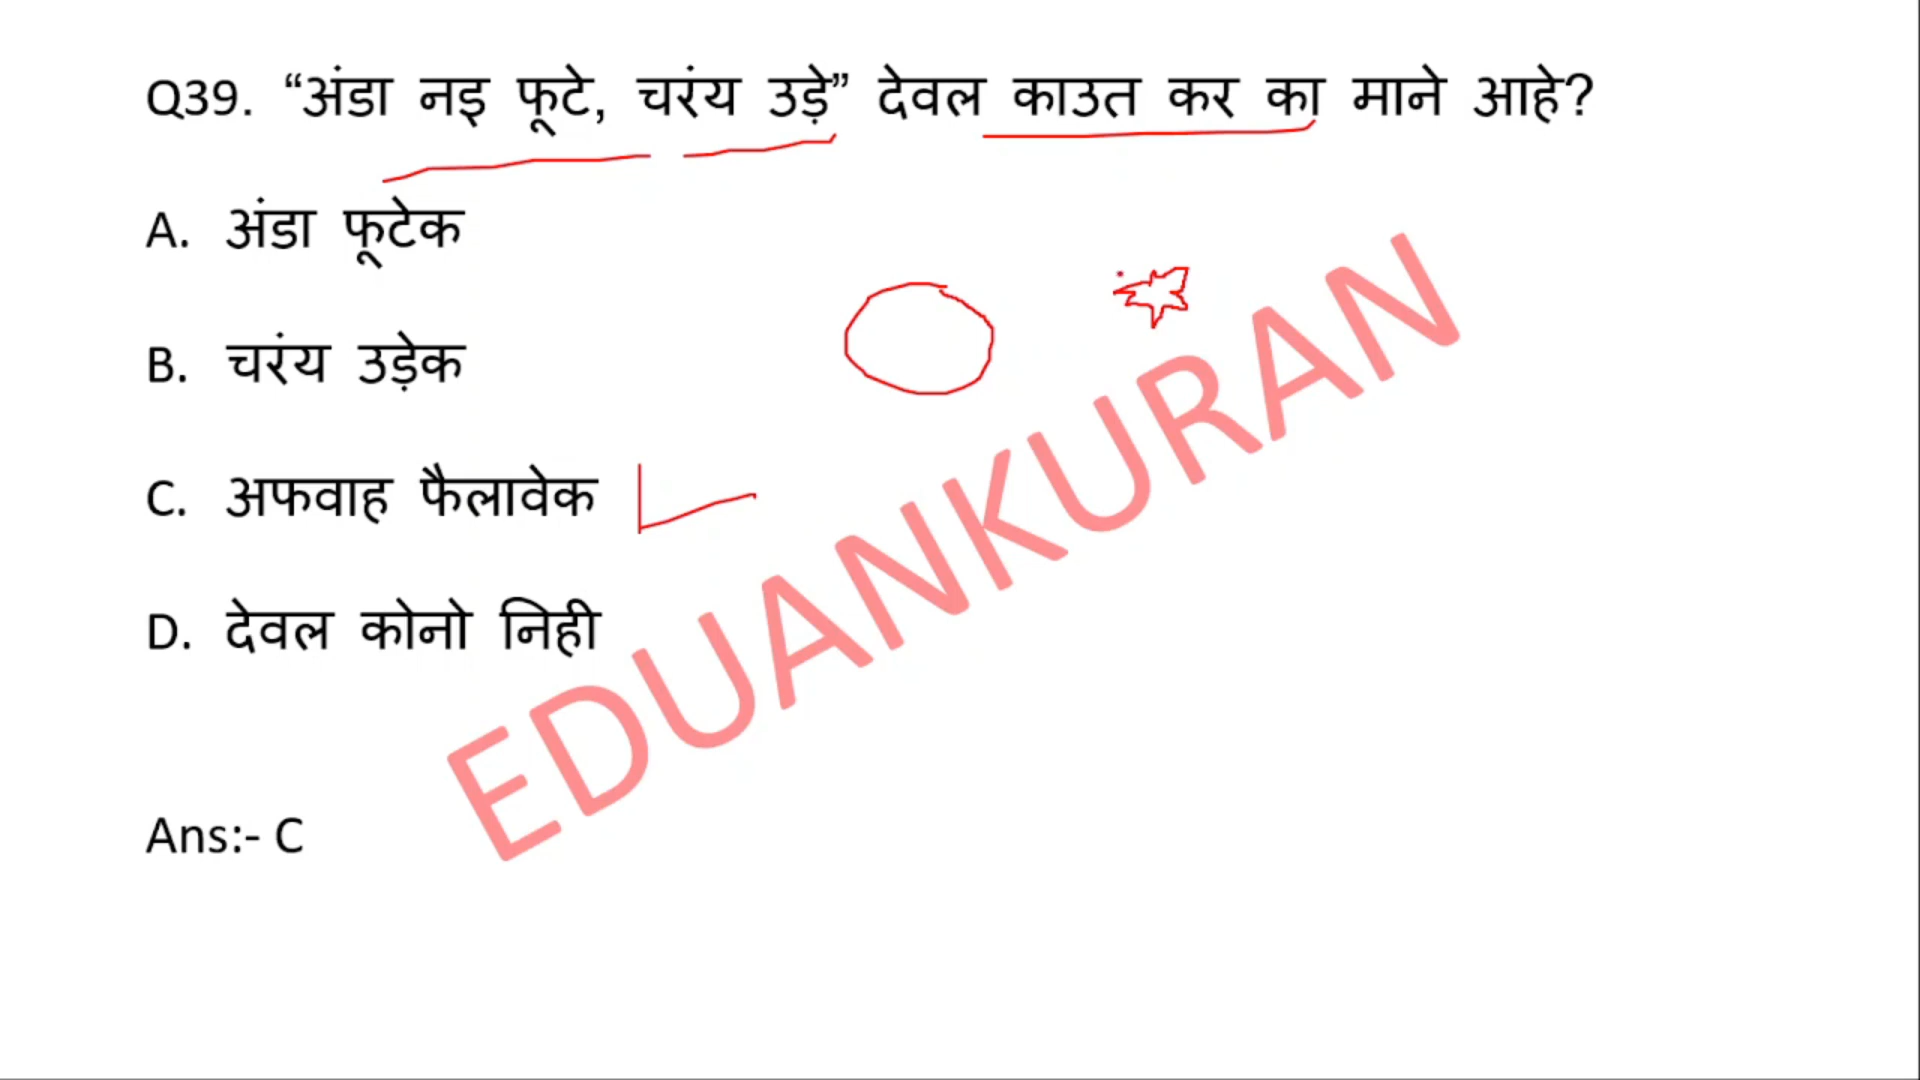 Q39. “अंडा नइ फूटे, चरंय उड़े” देवल काउत कर का माने आहे?
A. अंडा फूटेक
B. चरंय उड़ेक
C. अफवाह फैलावेक
D. देवल कोनो निही
Ans:- C
EDUANKURAN